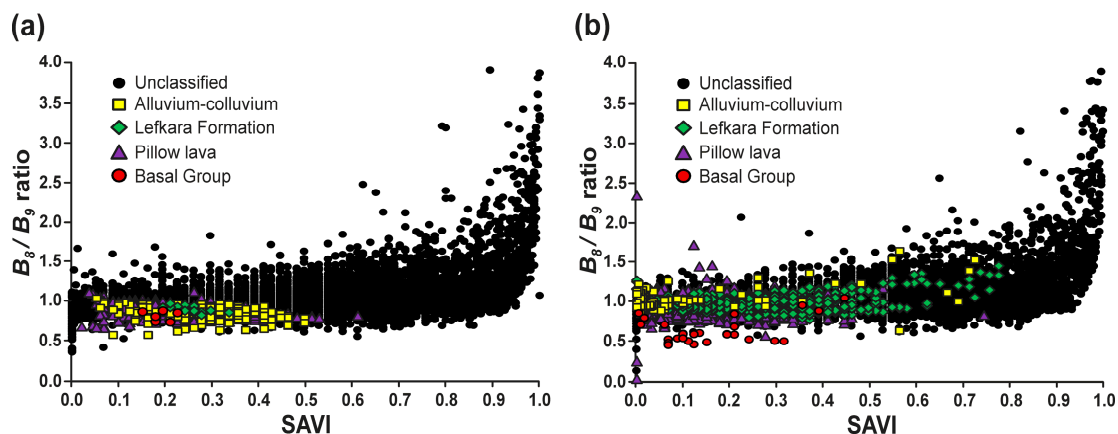 (a)
4.0
3.5
3.0
2.5
2.0
1.5
1.0
0.5
0.0
B8 / B9 ratio
Unclassified
Alluvium-colluvium
Lefkara Formation
Pillow lava
Basal Group
0.0 0.1 0.2 0.3 0.4 0.5 0.6 0.7 0.8 0.9 1.0
SAVI
(b)
4.0
3.5
3.0
2.5
2.0
1.5
1.0
0.5
0.0
B8 / B9 ratio
Unclassified
Alluvium-colluvium
Lefkara Formation
Pillow lava
Basal Group
0.0 0.1 0.2 0.3 0.4 0.5 0.6 0.7 0.8 0.9 1.0
SAVI